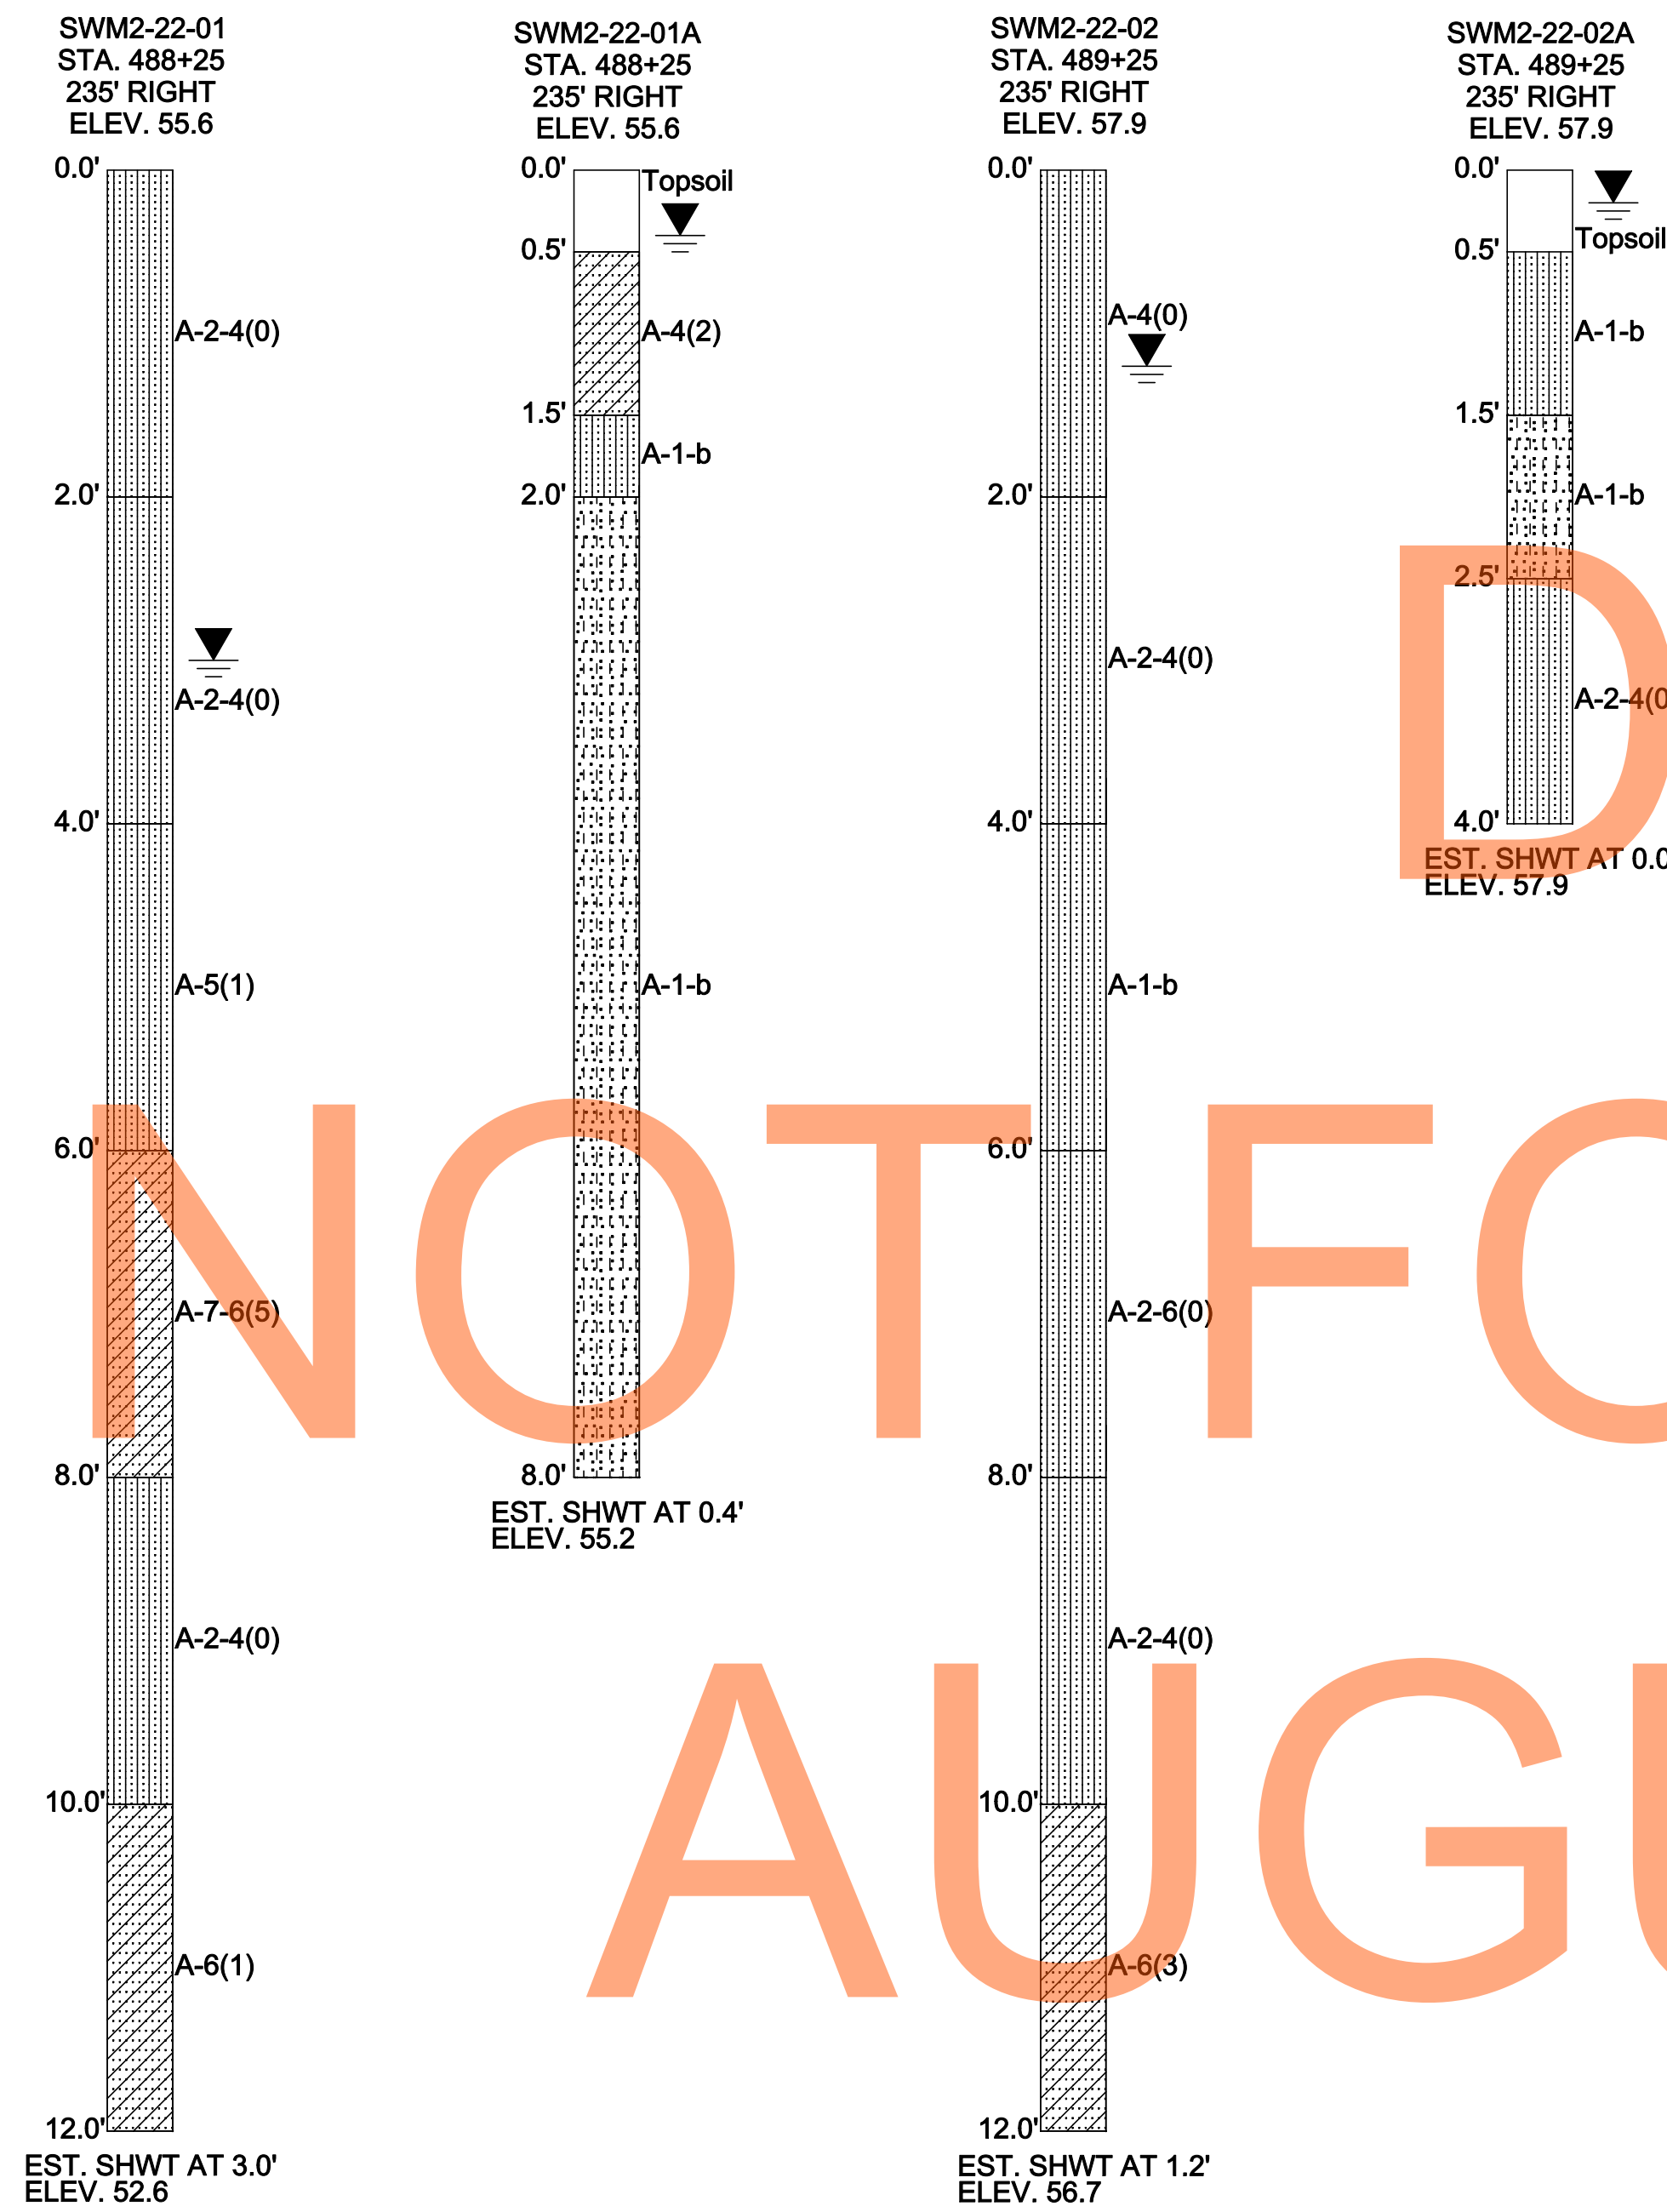 SWM2-22-01
STA. 488+25
235' RIGHT
ELEV. 55.6
0.0'
A-2-4(0)
2.0'
A-2-4(0)
4.0'
A-5(1)
6.0'
A-7-6(5)
8.0'
A-2-4(0)
10.0'
A-6(1)
12.0'
EST. SHWT AT 3.0'
ELEV. 52.6
SWM2-22-01A
STA. 488+25
235' RIGHT
ELEV. 55.6
0.0'
Topsoil
0.5'
A-4(2)
1.5'
A-1-b
2.0'
A-1-b
8.0'
EST. SHWT AT 0.4'
ELEV. 55.2
SWM2-22-02
STA. 489+25
235' RIGHT
ELEV. 57.9
0.0'
A-4(0)
2.0'
A-2-4(0)
4.0'
A-1-b
6.0'
A-2-6(0)
8.0'
A-2-4(0)
10.0'
A-6(3)
12.0'
EST. SHWT AT 1.2'
ELEV. 56.7
SWM2-22-02A
STA. 489+25
235' RIGHT
ELEV. 57.9
0.0'
Topsoil
0.5'
A-1-b
1.5'
A-1-b
2.5'
A-2-4(0
4.0'
EST. SHWT AT 0.0
ELEV. 57.9
D
NOT FO
AUGU